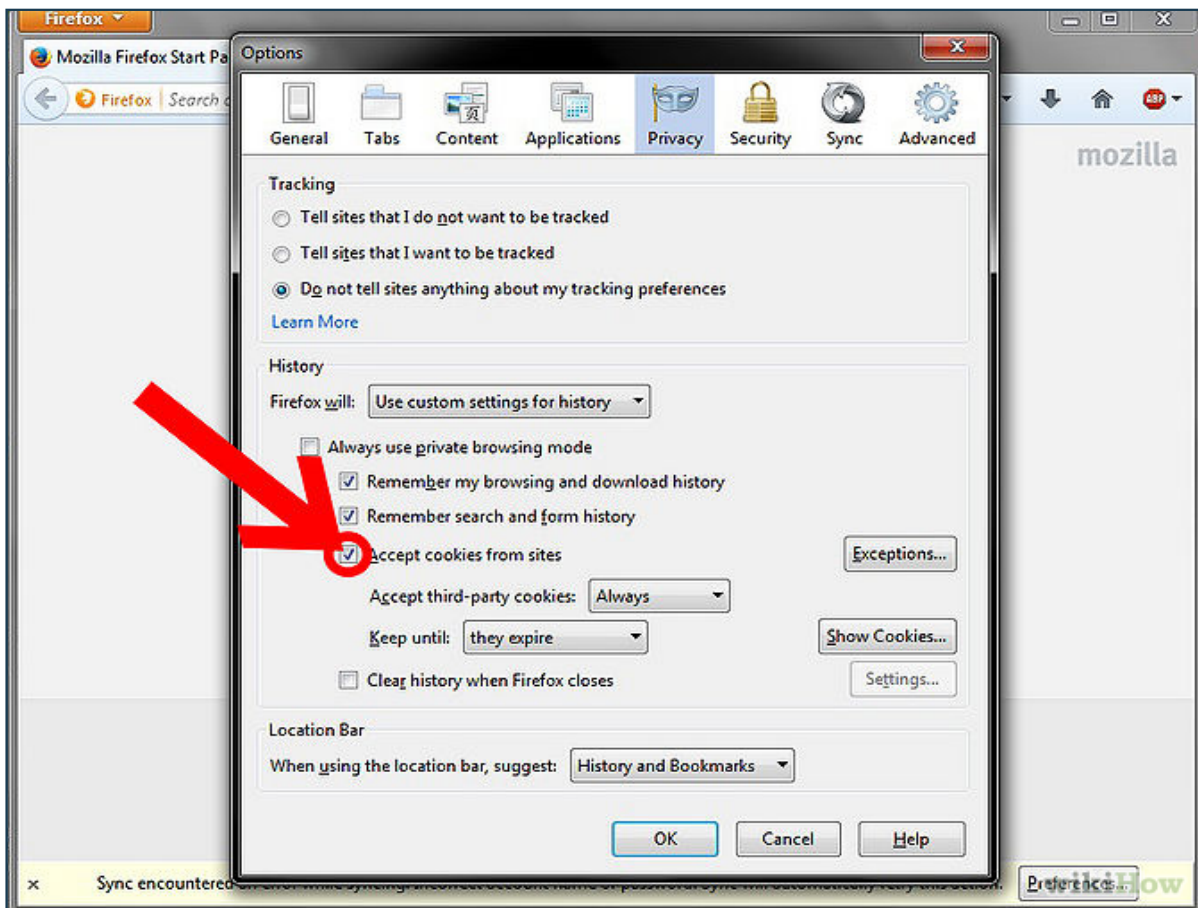 Firefox
Mozilla Firefox Start Pa
Options
Firefox
Search
General
Tabs
Content
Applications
Privacy
Security
Sync
Advanced
ABP
mozilla
Tracking
Tell sites that I do not want to be tracked
Tell sites that I want to be tracked
Do not tell sites anything about my tracking preferences
Learn More
History
Firefox will: Use custom settings for history
Always use private browsing mode
Remember my browsing and download history
Remember search and form history
Accept cookies from sites
Exceptions...
Accept third-party cookies: Always
Keep until: they expire
Show Cookies...
Clear history when Firefox closes
Settings...
Location Bar
When using the location bar, suggest: History and Bookmarks
OK
Cancel
Help
Sync encountered
Preferences...
wikiHow